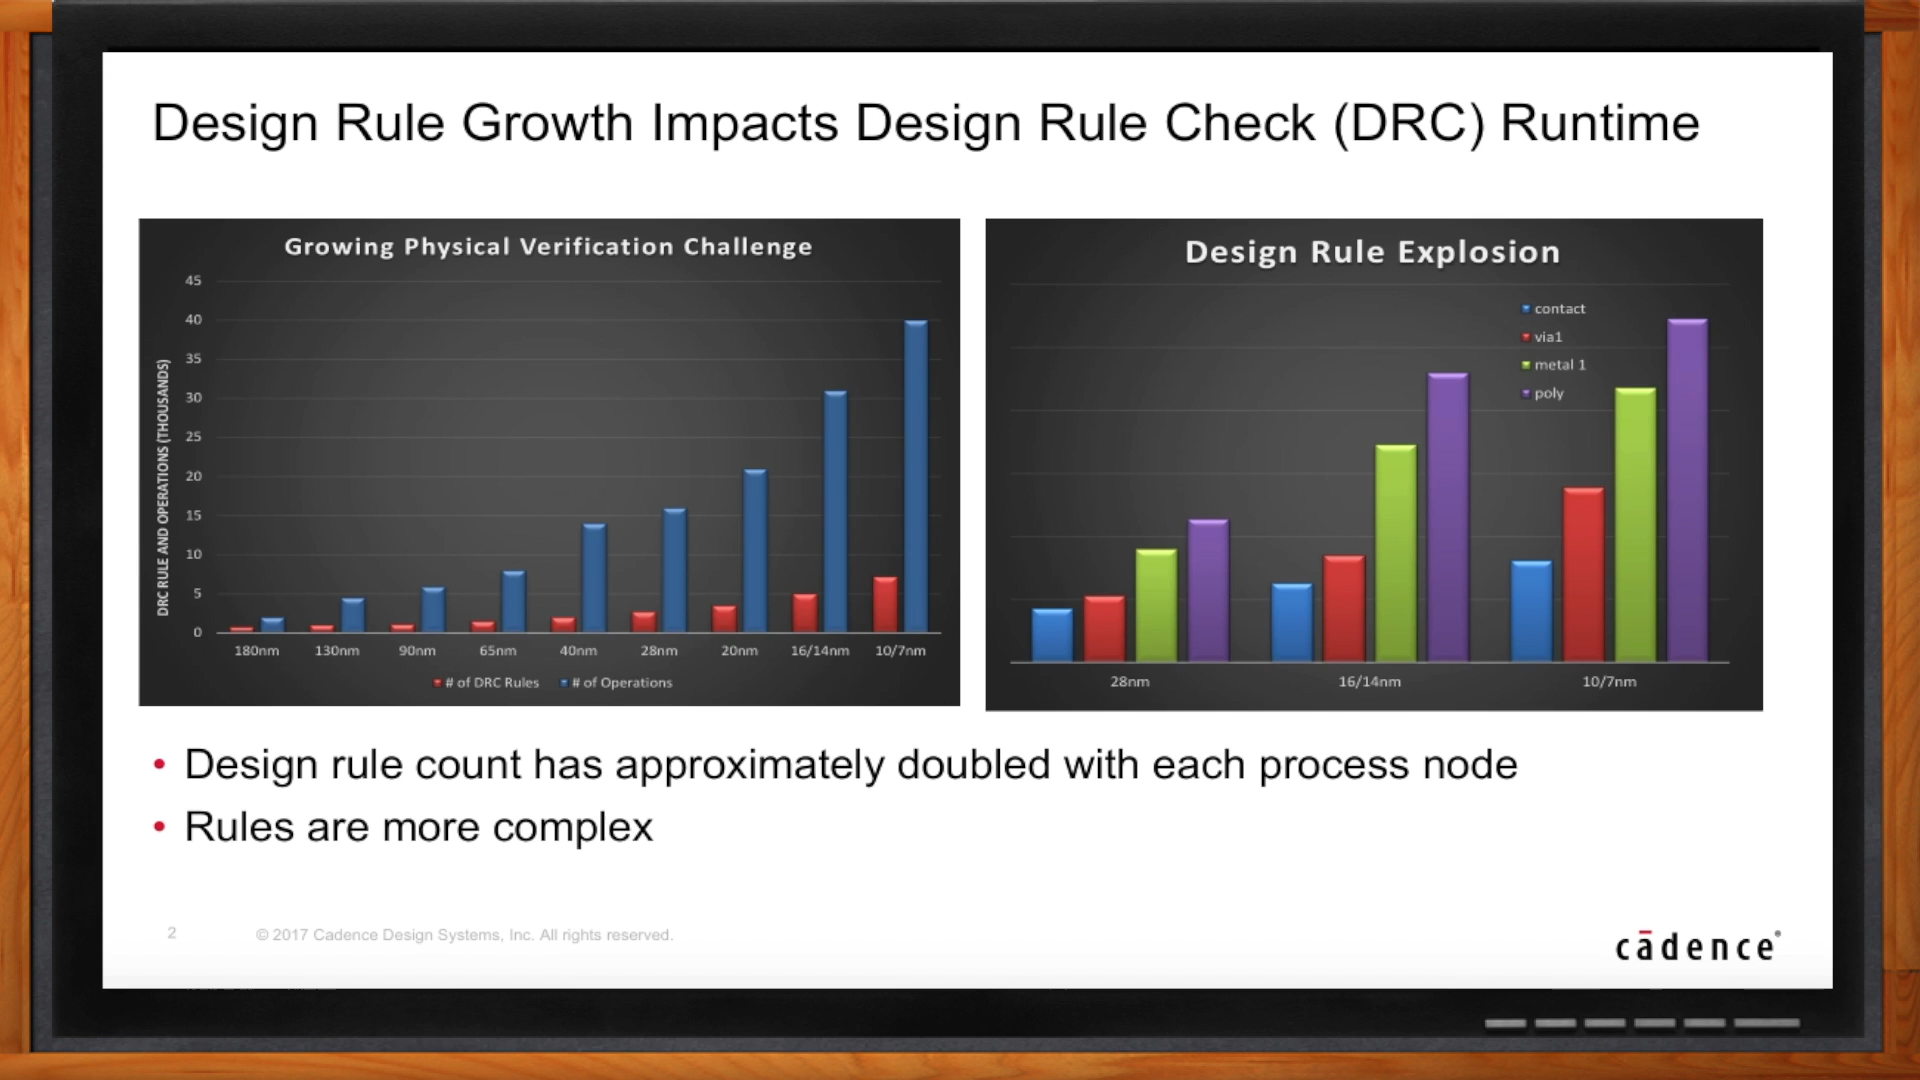 Design Rule Growth Impacts Design Rule Check (DRC) Runtime
Growing Physical Verification Challenge
DRC RULE AND OPERATIONS (THOUSANDS)
45
40
35
30
25
20
15
10
5
0
180nm 130nm 90nm 65nm 40nm 28nm 20nm 16/14nm 10/7nm
# of DRC Rules # of Operations
Design Rule Explosion
contact
via1
metal 1
poly
28nm 16/14nm 10/7nm
• Design rule count has approximately doubled with each process node
• Rules are more complex
2 © 2017 Cadence Design Systems, Inc. All rights reserved.
cādence®